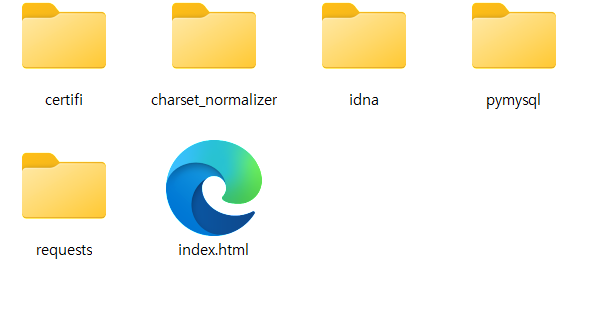 certifi
charset_normalizer
idna
pymysql
requests
index.html